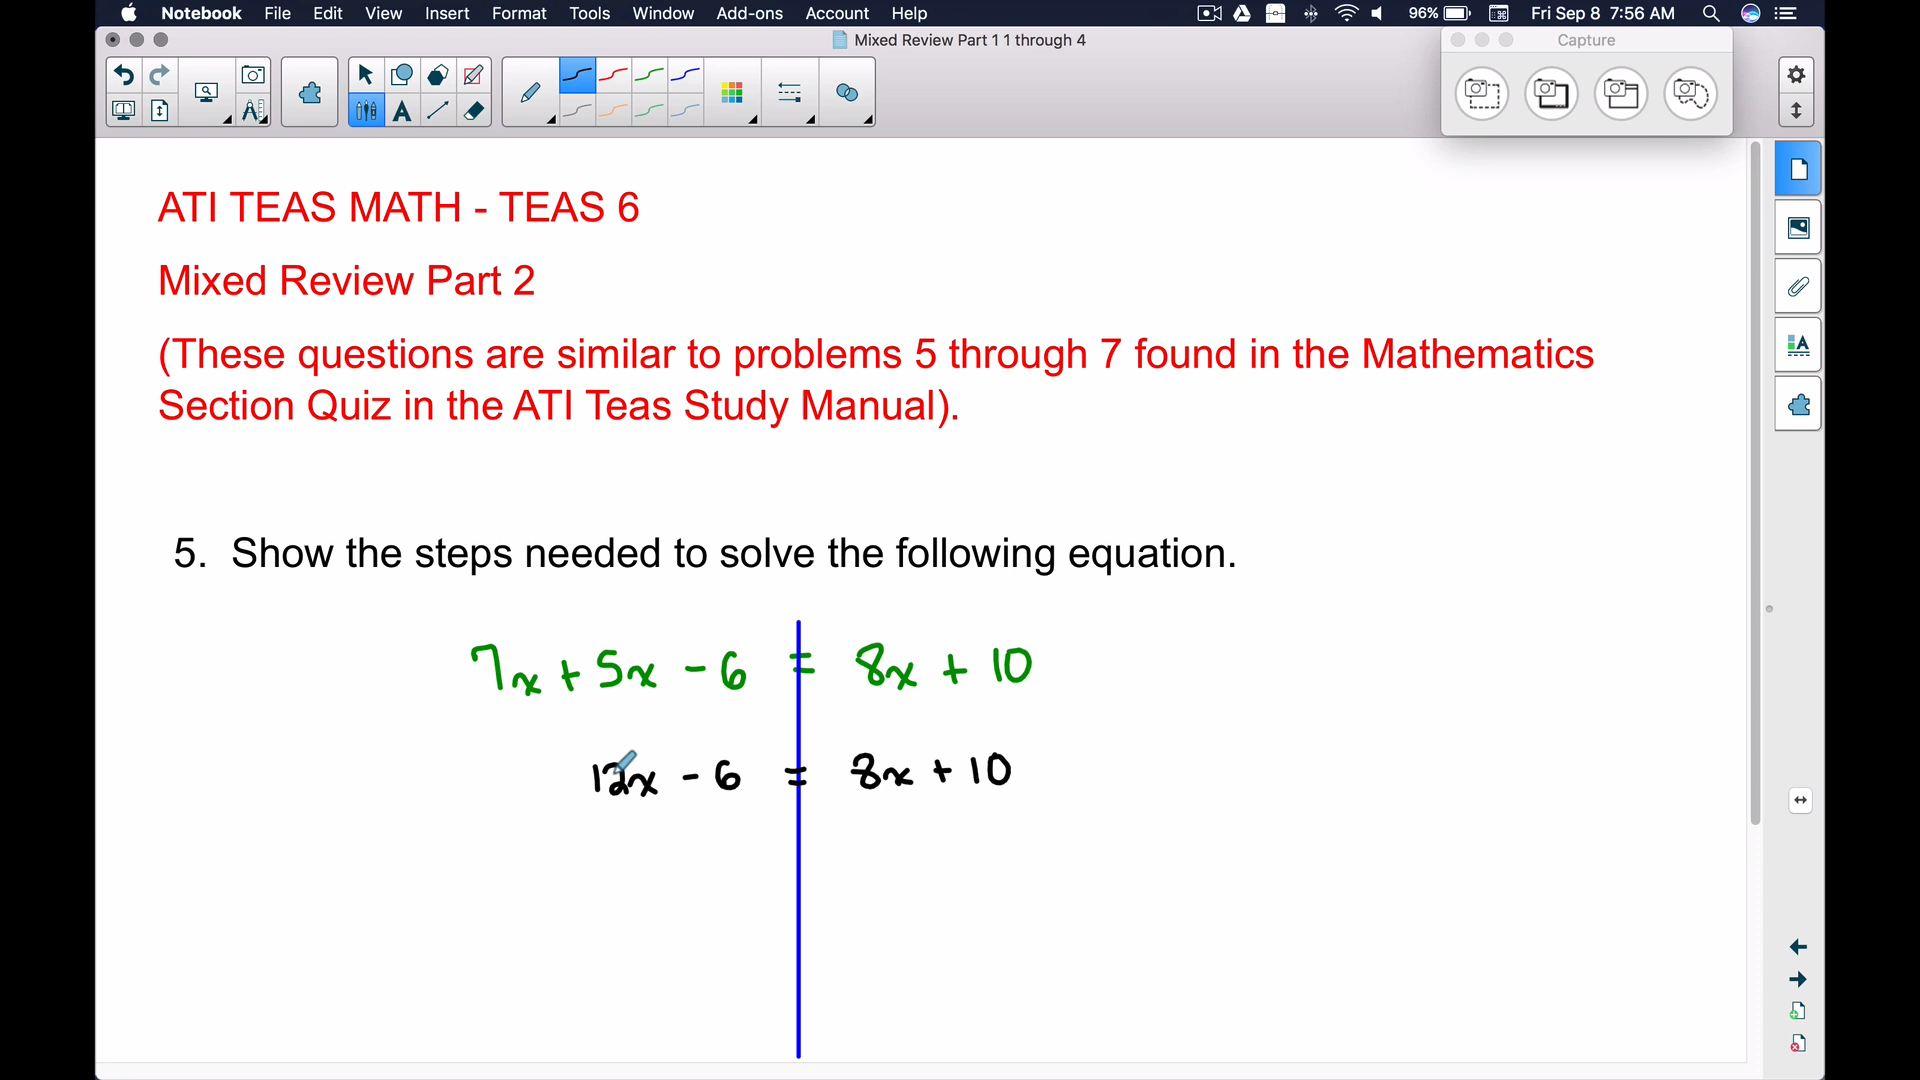 Notebook File Edit View Insert Format Tools Window Add-ons Account Help 96% Fri Sep 8 7:56 AM
Mixed Review Part 1 1 through 4
Capture
ATI TEAS MATH - TEAS 6
Mixed Review Part 2
(These questions are similar to problems 5 through 7 found in the Mathematics
Section Quiz in the ATI Teas Study Manual).
5. Show the steps needed to solve the following equation.
7x + 5x - 6 = 8x + 10
12x - 6 = 8x + 10